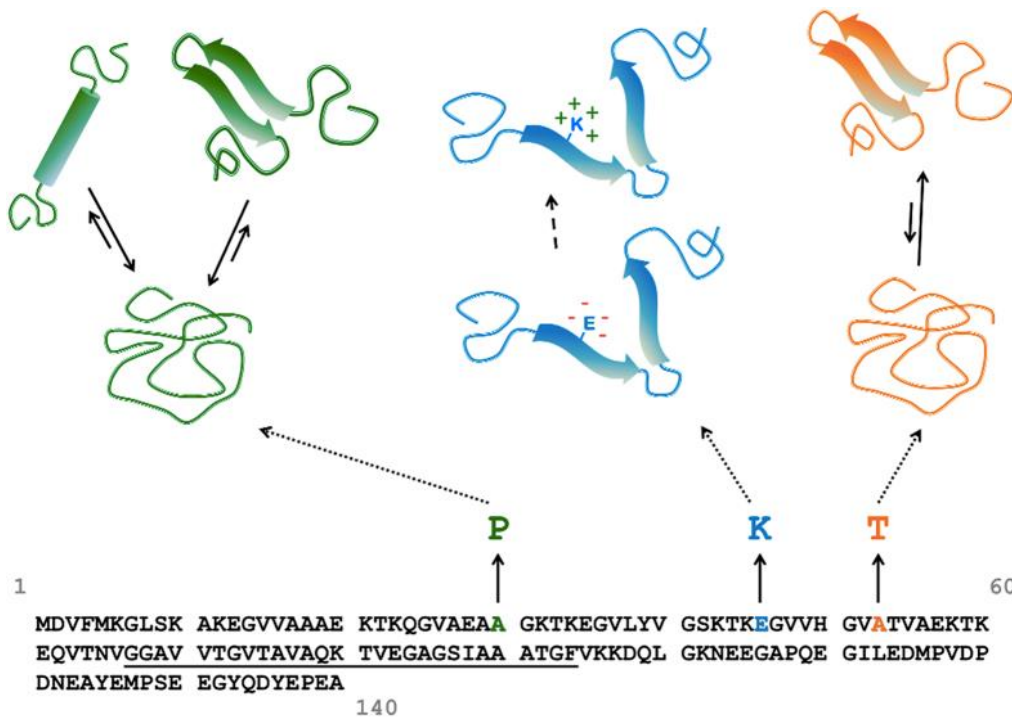 + + +
K + +
-
- E -
-
P K T
1 60
MDVFMKGLSK AKEGVVAAAE KTKQGVAEAA GKTKEGVLYV GSKTKEGVVH GVATVAEKTK
EQVTNVGGAV VTGVTAVAQK TVEGAGSIAA ATGFVKKDQL GKNEEGAPQE GILEDMPVDP
DNEAYEMPSE EGYQDYEPEA
140